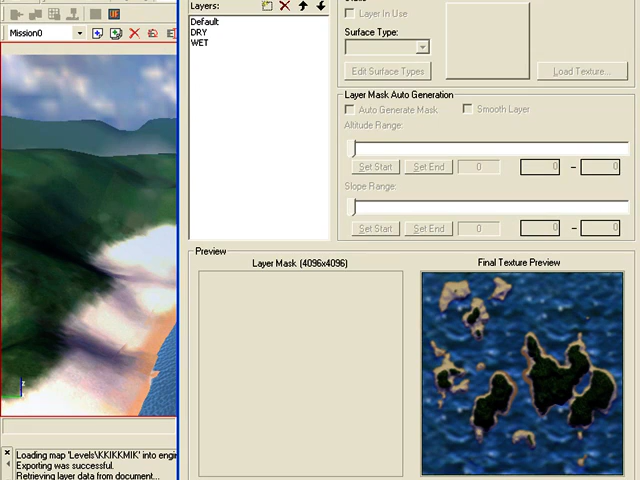 Layers:
Default
DRY
WET
Layer In Use
Surface Type:
Edit Surface Types
Load Texture...
Mission0
Layer Mask Auto Generation
Auto Generate Mask
Smooth Layer
Altitude Range:
Set Start
Set End
0
0
–
0
Slope Range:
Set Start
Set End
0
0
–
0
Preview
Layer Mask (4096x4096)
Final Texture Preview
Loading map 'Levels\KKIKKMIK' into engi
Exporting was successful.
Retrieving layer data from document...